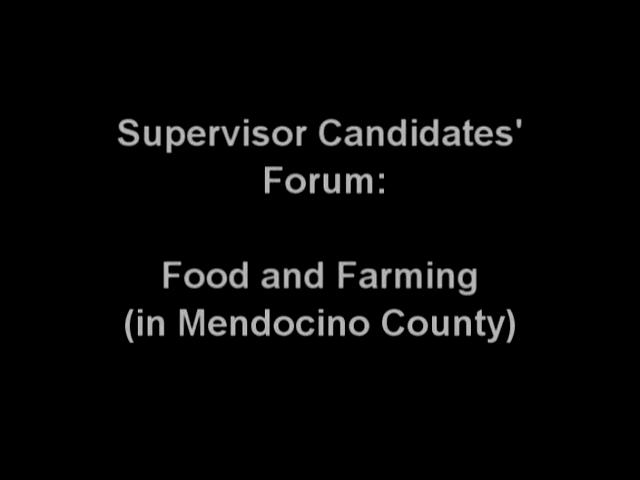 Supervisor Candidates'
Forum:
Food and Farming
(in Mendocino County)